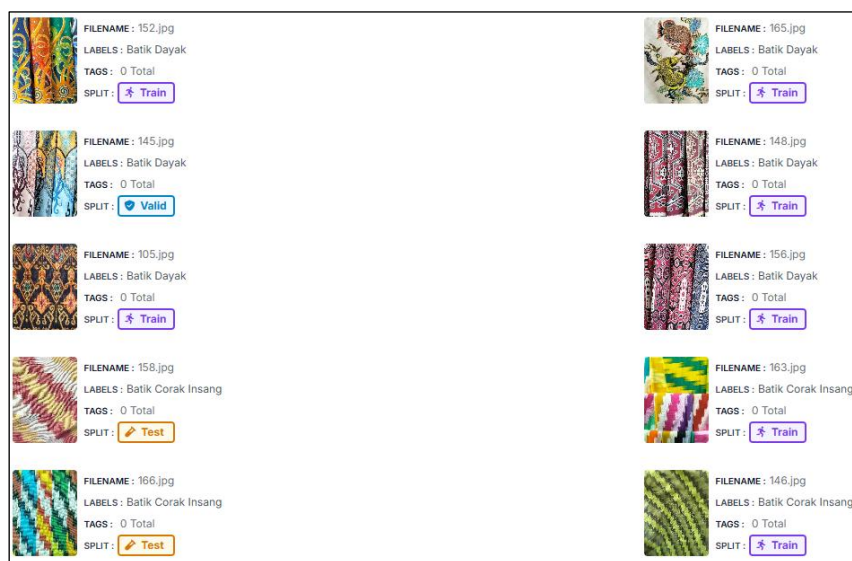 FILENAME : 152.jpg
LABELS : Batik Dayak
TAGS : 0 Total
SPLIT : Train
FILENAME : 165.jpg
LABELS : Batik Dayak
TAGS : 0 Total
SPLIT : Train
FILENAME : 145.jpg
LABELS : Batik Dayak
TAGS : 0 Total
SPLIT : Valid
FILENAME : 148.jpg
LABELS : Batik Dayak
TAGS : 0 Total
SPLIT : Train
FILENAME : 105.jpg
LABELS : Batik Dayak
TAGS : 0 Total
SPLIT : Train
FILENAME : 156.jpg
LABELS : Batik Dayak
TAGS : 0 Total
SPLIT : Train
FILENAME : 158.jpg
LABELS : Batik Corak Insang
TAGS : 0 Total
SPLIT : Test
FILENAME : 163.jpg
LABELS : Batik Corak Insang
TAGS : 0 Total
SPLIT : Train
FILENAME : 166.jpg
LABELS : Batik Corak Insang
TAGS : 0 Total
SPLIT : Test
FILENAME : 146.jpg
LABELS : Batik Corak Insang
TAGS : 0 Total
SPLIT : Train